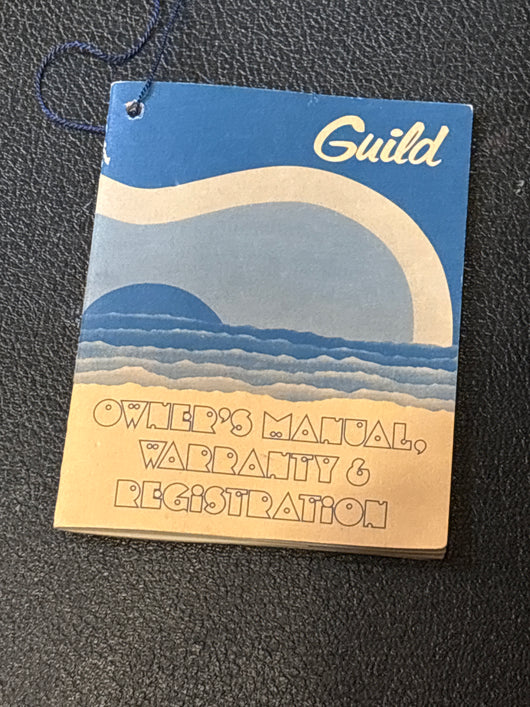 Guild
OWNER'S MANUAL,
WARRANTY &
REGiSTRATiON